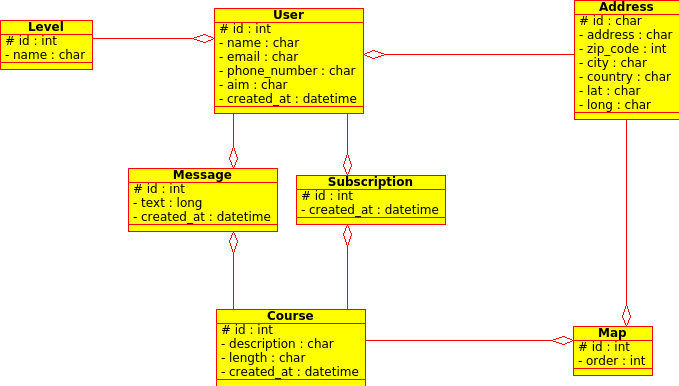 Level
# id : int
- name : char
User
# id : int
- name : char
- email : char
- phone_number : char
- aim : char
- created_at : datetime
Address
# id : char
- address : char
- zip_code : int
- city : char
- country : char
- lat : char
- long : char
Message
# id : int
- text : long
- created_at : datetime
Subscription
# id : int
- created_at : datetime
Course
# id : int
- description : char
- length : char
- created_at : datetime
Map
# id : int
- order : int